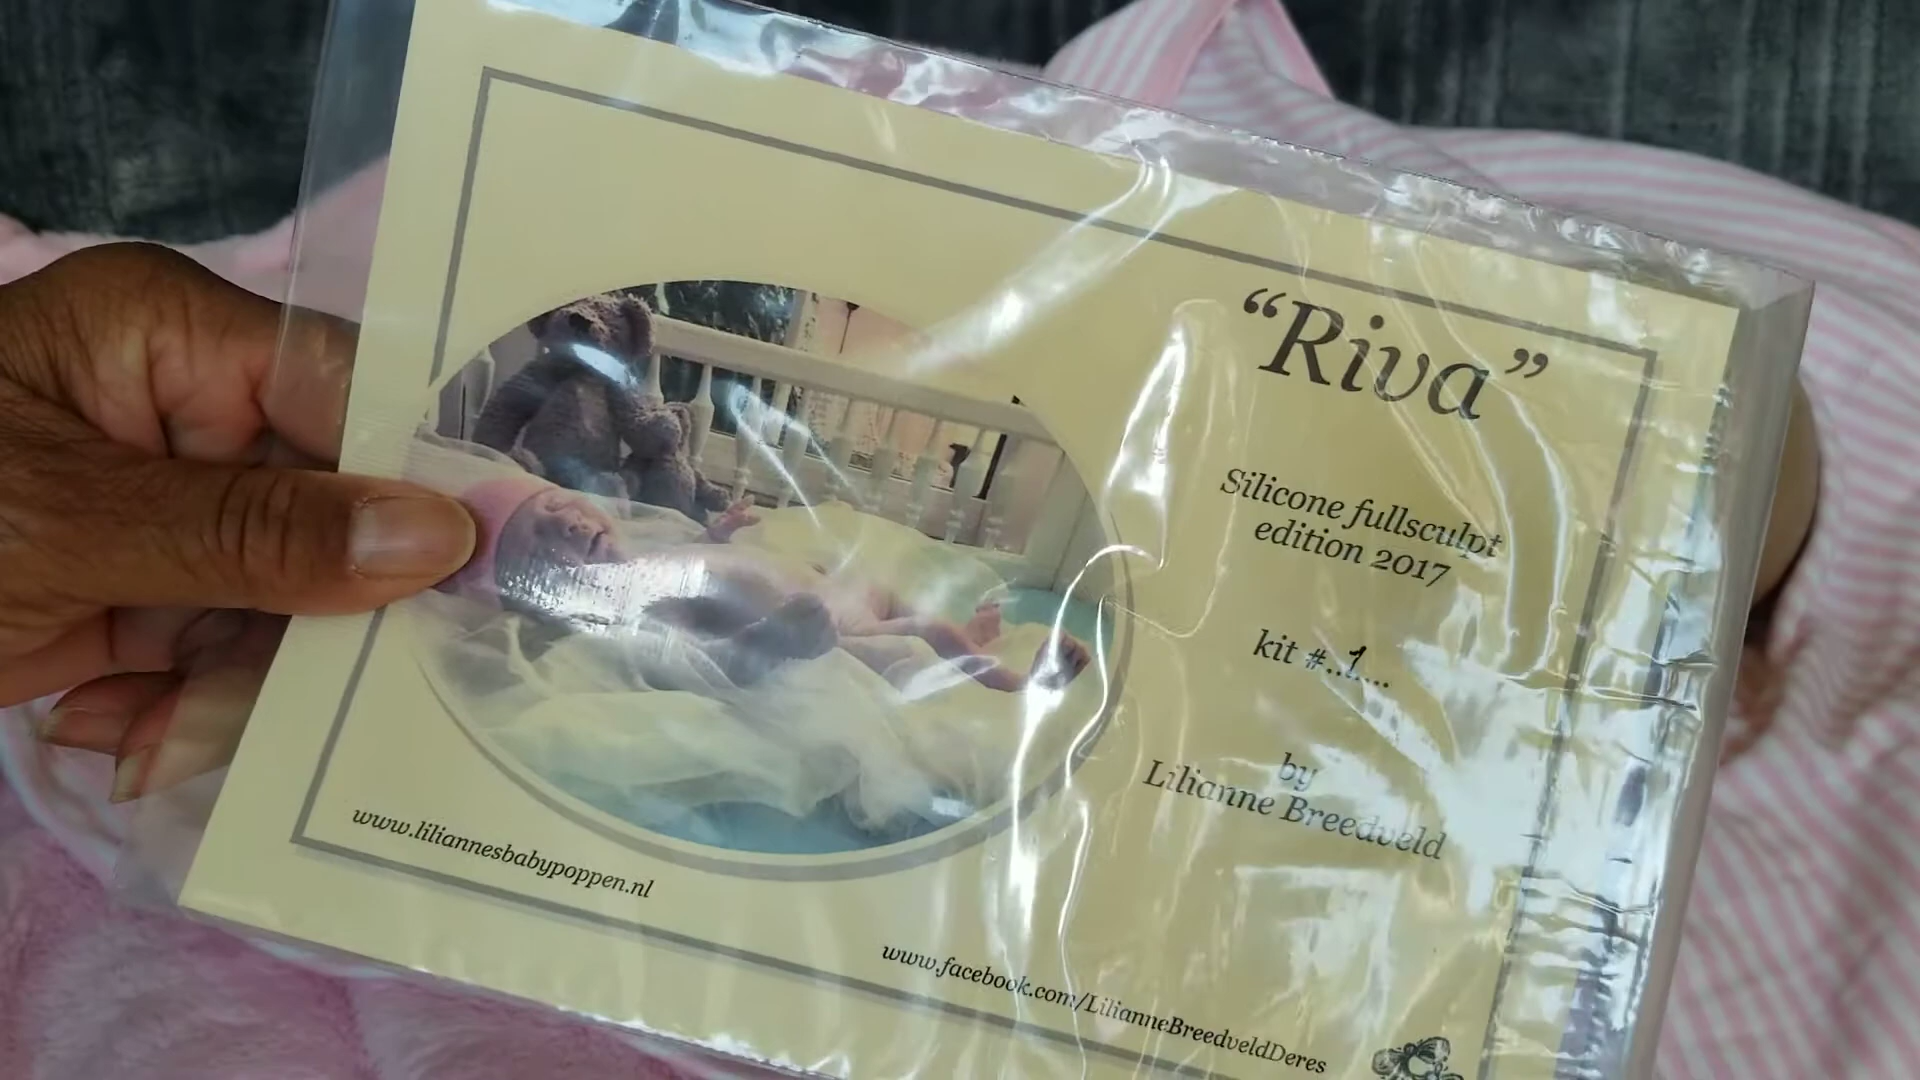 “Riva”
Silicone fullsculpt
edition 2017
kit #..1....
by
Lilianne Breedveld
www.liliannesbabypoppen.nl
www.facebook.com/LilianneBreedveldDeres